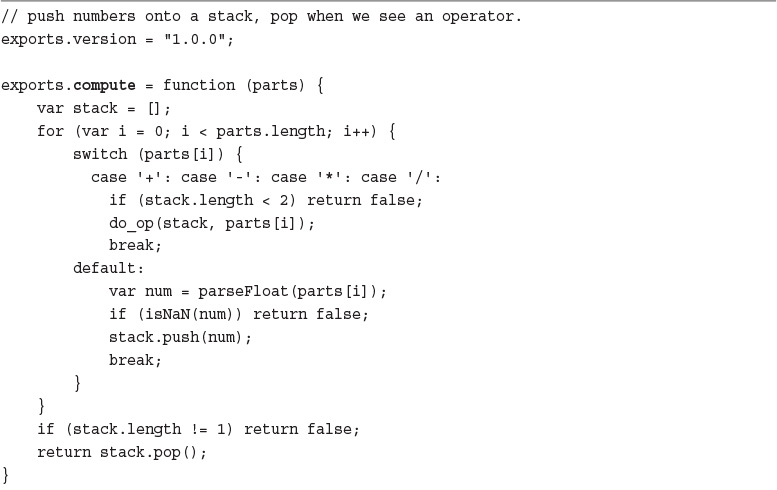 // push numbers onto a stack, pop when we see an operator.
exports.version = "1.0.0";

exports.compute = function (parts) {
    var stack = [];
    for (var i = 0; i < parts.length; i++) {
        switch (parts[i]) {
          case '+': case '-': case '*': case '/':
            if (stack.length < 2) return false;
            do_op(stack, parts[i]);
            break;
        default:
            var num = parseFloat(parts[i]);
            if (isNaN(num)) return false;
            stack.push(num);
            break;
        }
    }
    if (stack.length != 1) return false;
    return stack.pop();
}